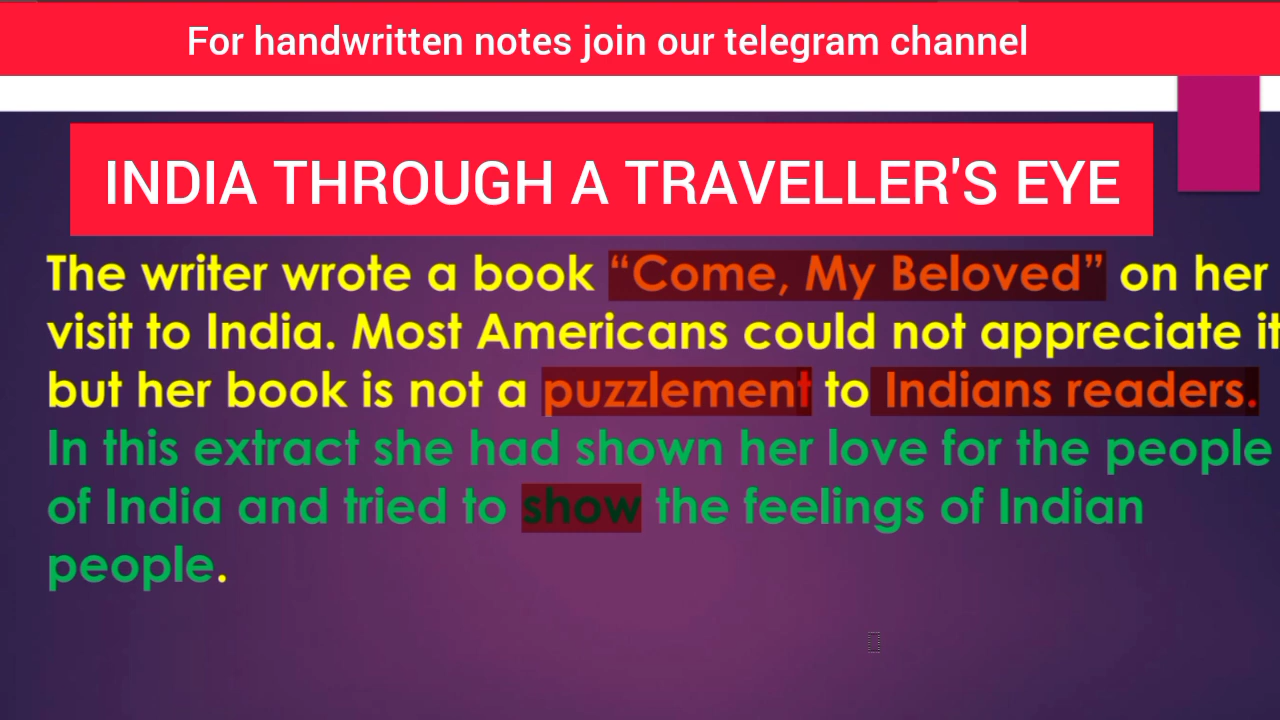 For handwritten notes join our telegram channel
INDIA THROUGH A TRAVELLER'S EYE
The writer wrote a book “Come, My Beloved” on her
visit to India. Most Americans could not appreciate it
but her book is not a puzzlement to Indians readers.
In this extract she had shown her love for the people
of India and tried to show the feelings of Indian
people.